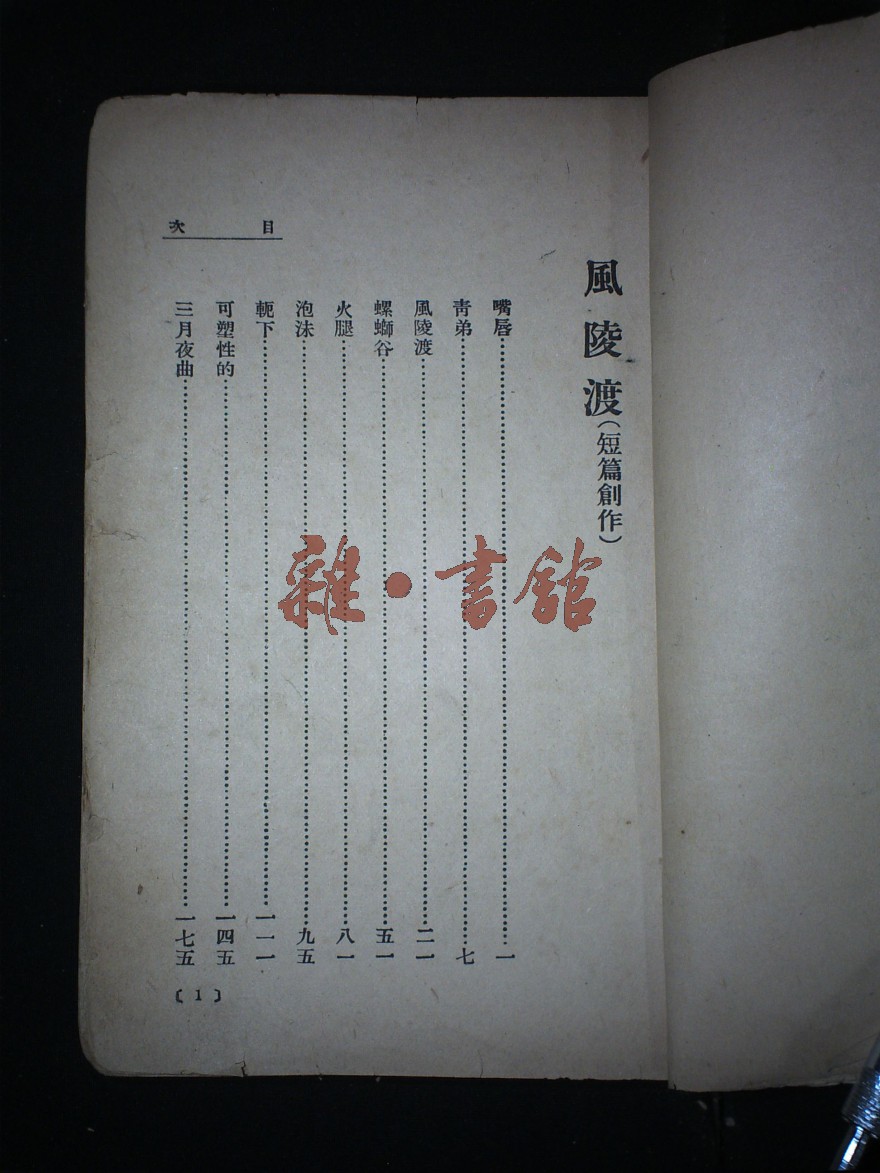 風陵渡(短篇創作)
目次
嘴唇……一
青弟……七
風陵渡……二一
螺螄谷……五一
火腿……八一
泡沫……九五
軛下……一一一
可塑性的……一四五
三月夜曲……一七五
〔1〕
雜·書館